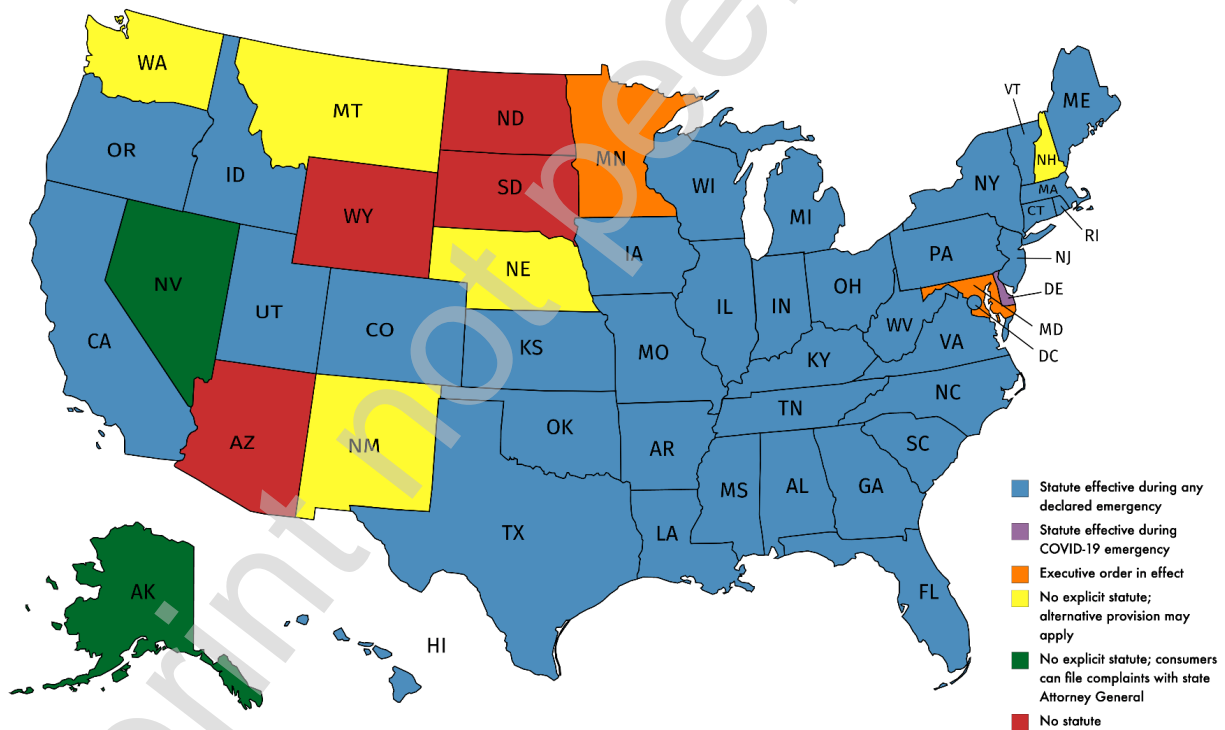 WA
MT
ND
MN
VT
ME
OR
ID
SD
WI
NY
NH
WY
MI
MA
CT
RI
IA
NE
PA
NJ
NV
OH
DE
UT
IL
IN
CA
CO
WV
MD
KS
MO
VA
DC
KY
NC
TN
AZ
NM
OK
AR
SC
MS
AL
GA
TX
LA
AK
FL
HI
Statute effective during any
declared emergency
Statute effective during
COVID-19 emergency
Executive order in effect
No explicit statute;
alternative provision may
apply
No explicit statute; consumers
can file complaints with state
Attorney General
No statute
rint not pee